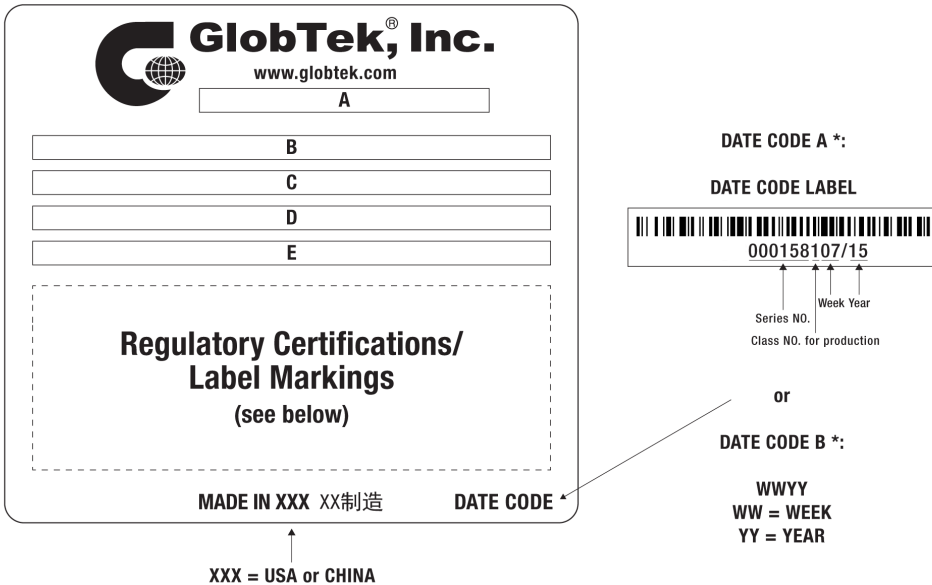 GlobTek, Inc.®
www.globtek.com
A
B
C
D
E
Regulatory Certifications/
Label Markings
(see below)
MADE IN XXX XX制造
DATE CODE
XXX = USA or CHINA
DATE CODE A *:
DATE CODE LABEL
000158107/15
Week Year
Series NO.
Class NO. for production
or
DATE CODE B *:
WWYY
WW = WEEK
YY = YEAR